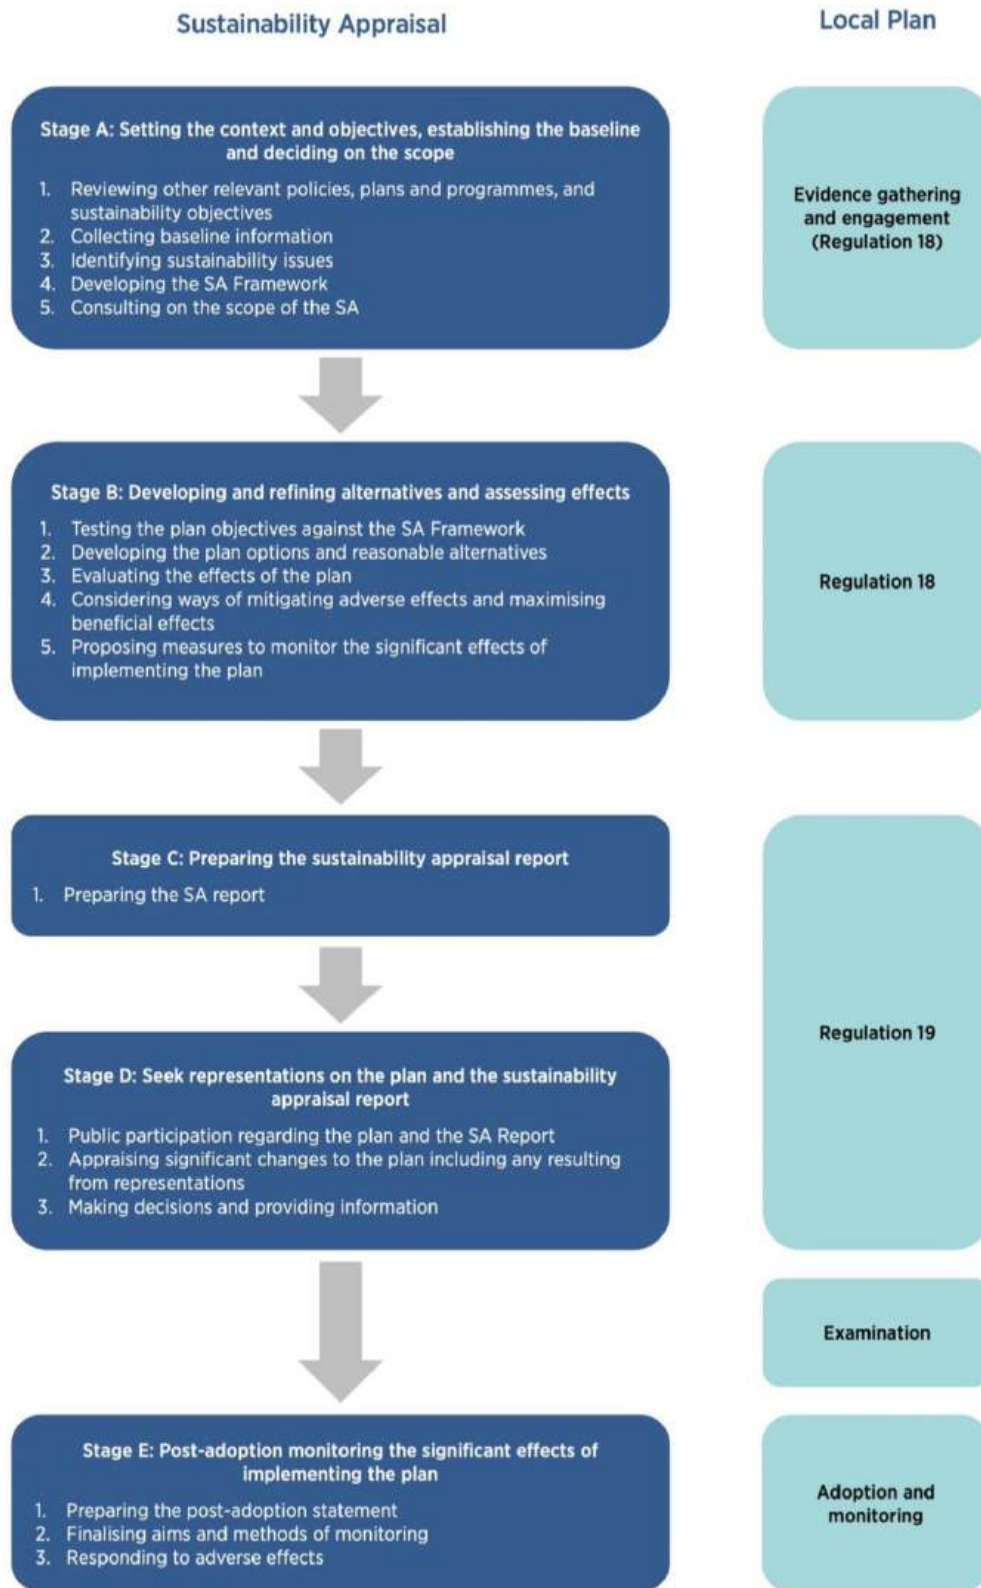 Sustainability Appraisal
Local Plan
Stage A: Setting the context and objectives, establishing the baseline
and deciding on the scope
1. Reviewing other relevant policies, plans and programmes, and
sustainability objectives
2. Collecting baseline information
3. Identifying sustainability issues
4. Developing the SA Framework
5. Consulting on the scope of the SA
Evidence gathering
and engagement
(Regulation 18)
Stage B: Developing and refining alternatives and assessing effects
1. Testing the plan objectives against the SA Framework
2. Developing the plan options and reasonable alternatives
3. Evaluating the effects of the plan
4. Considering ways of mitigating adverse effects and maximising
beneficial effects
5. Proposing measures to monitor the significant effects of
implementing the plan
Regulation 18
Stage C: Preparing the sustainability appraisal report
1. Preparing the SA report
Stage D: Seek representations on the plan and the sustainability
appraisal report
1. Public participation regarding the plan and the SA Report
2. Appraising significant changes to the plan including any resulting
from representations
3. Making decisions and providing information
Regulation 19
Examination
Stage E: Post-adoption monitoring the significant effects of
implementing the plan
1. Preparing the post-adoption statement
2. Finalising aims and methods of monitoring
3. Responding to adverse effects
Adoption and
monitoring